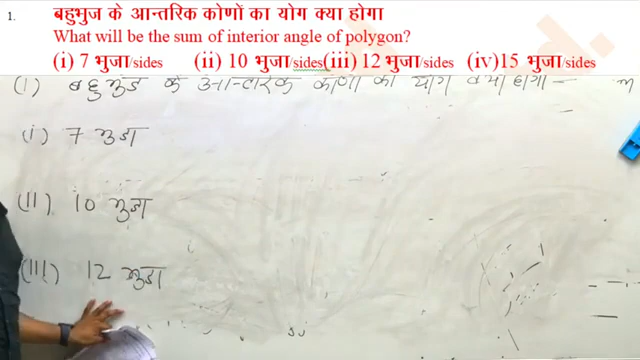 1. बहुभुज के आन्तरिक कोणों का योग क्या होगा
What will be the sum of interior angle of polygon?
(i) 7 भुजा/sides (ii) 10 भुजा/sides(iii) 12 भुजा/sides (iv)15 भुजा/sides
(1) बहुभुज के आन्तरिक कोणों का योग क्या होगा —
(i) 7 भुजा
(II) 10 भुजा
(III) 12 भुजा